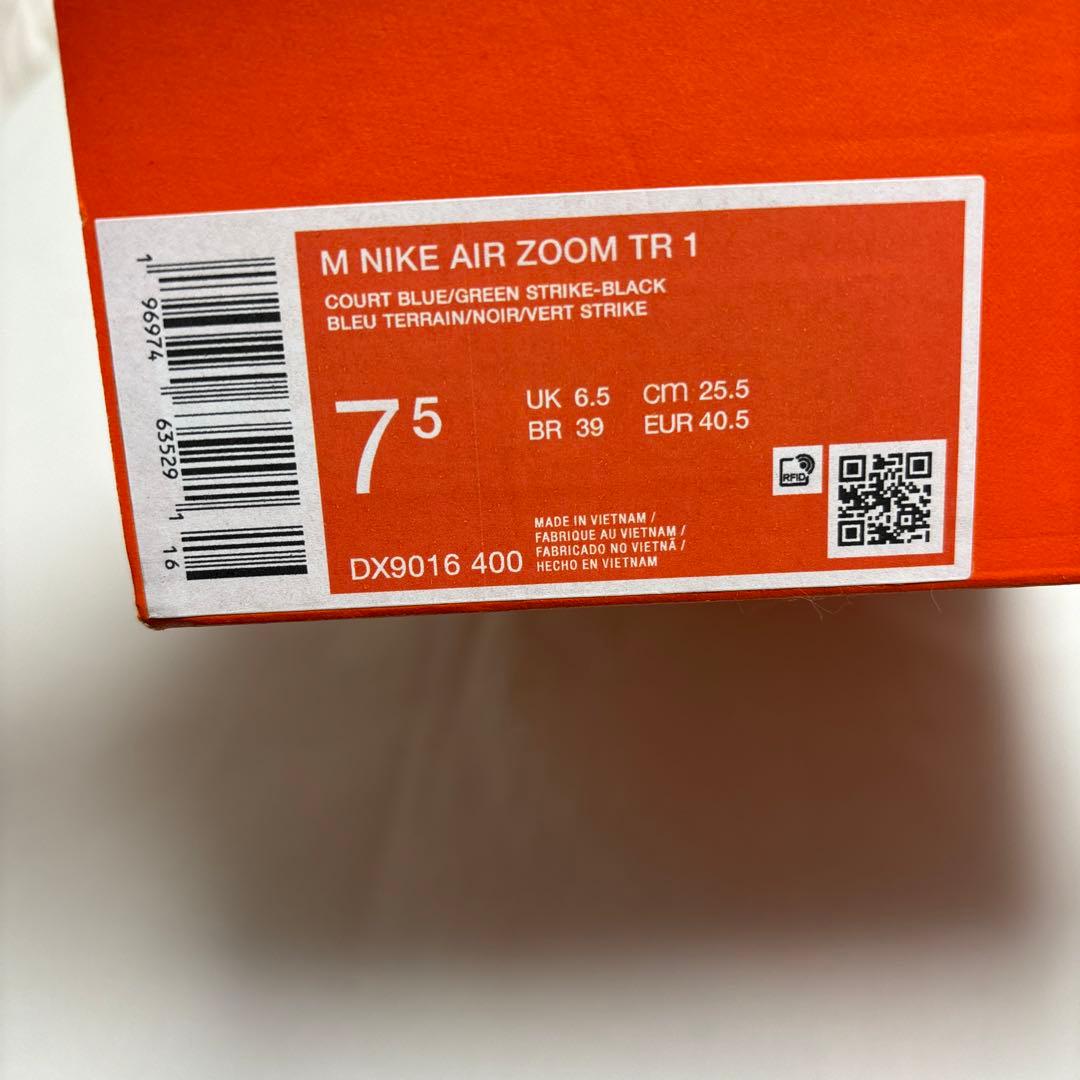 M NIKE AIR ZOOM TR 1
COURT BLUE/GREEN STRIKE-BLACK
BLEU TERRAIN/NOIR/VERT STRIKE
7 5
UK 6.5 cm 25.5
BR 39 EUR 40.5
RFID
MADE IN VIETNAM /
FABRIQUE AU VIETNAM /
FABRICADO NO VIETNÃ /
HECHO EN VIETNAM
DX9016 400
1 96974 63529 1 16